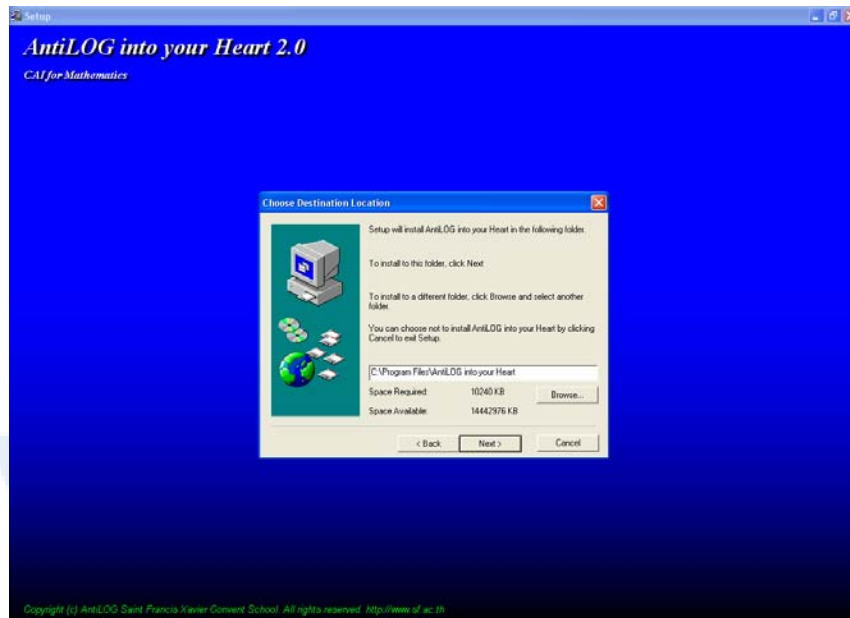 Setup
AntiLOG into your Heart 2.0
CAI for Mathematics
Choose Destination Location
Setup will install AntiLOG into your Heart in the following folder.
To install to this folder, click Next
To install to a different folder, click Browse and select another
folder.
You can choose not to install AntiLOG into your Heart by clicking
Cancel to exit Setup.
C:\Program Files\AntiLOG into your Heart
Space Required: 10240 KB
Browse...
Space Available: 14442976 KB
< Back Next > Cancel
Copyright (c) AntiLOG Saint Francis Xavier Convent School. All rights reserved. http://www.sf.ac.th